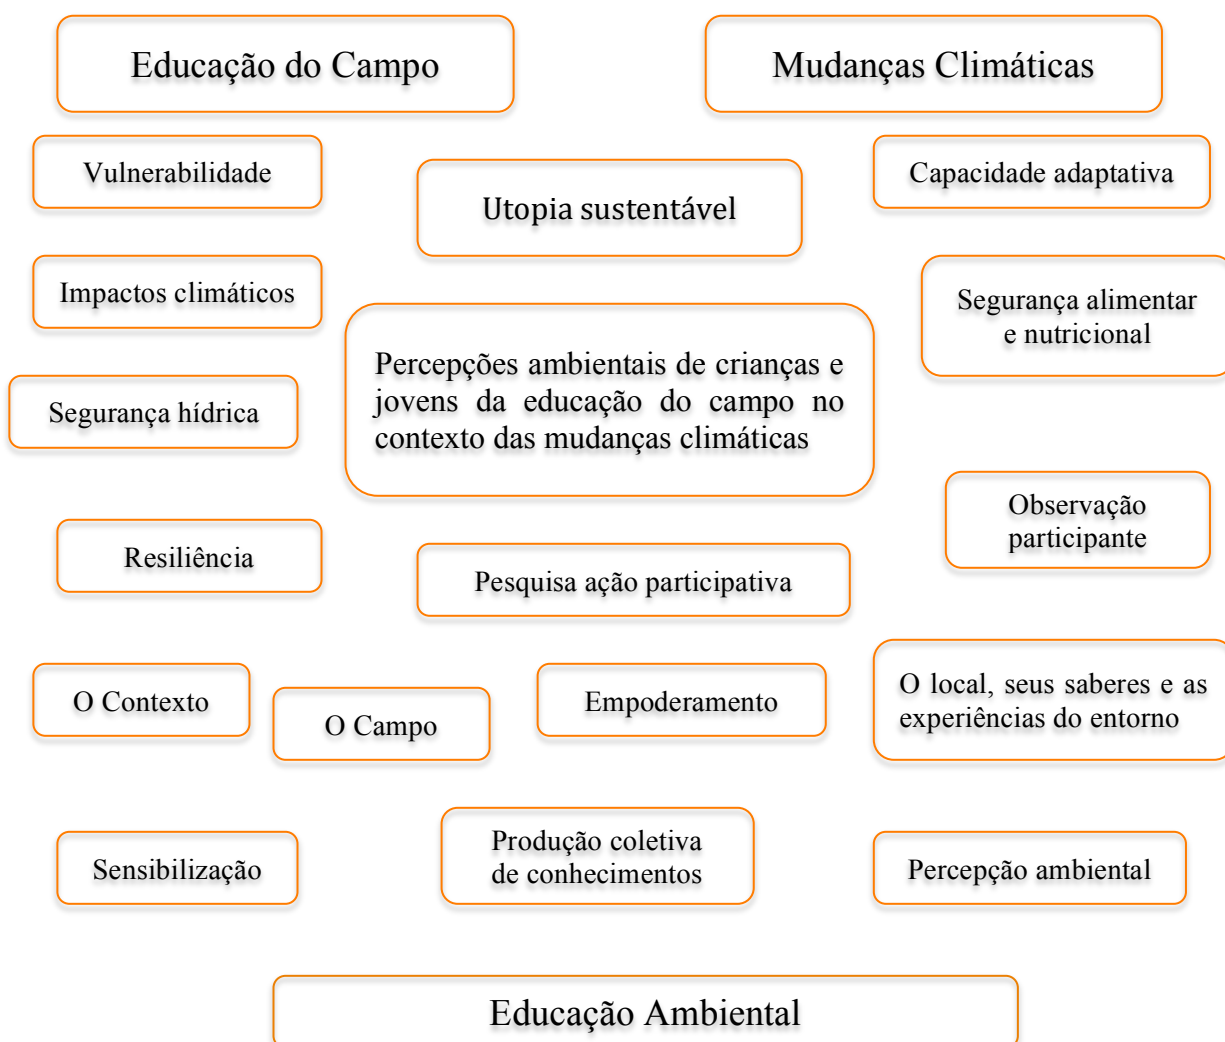 Educação do Campo
Mudanças Climáticas
Vulnerabilidade
Utopia sustentável
Capacidade adaptativa
Impactos climáticos
Segurança alimentar
e nutricional
Percepções ambientais de crianças e
jovens da educação do campo no
contexto das mudanças climáticas
Segurança hídrica
Observação
participante
Resiliência
Pesquisa ação participativa
O Contexto
O Campo
Empoderamento
O local, seus saberes e as
experiências do entorno
Sensibilização
Produção coletiva
de conhecimentos
Percepção ambiental
Educação Ambiental